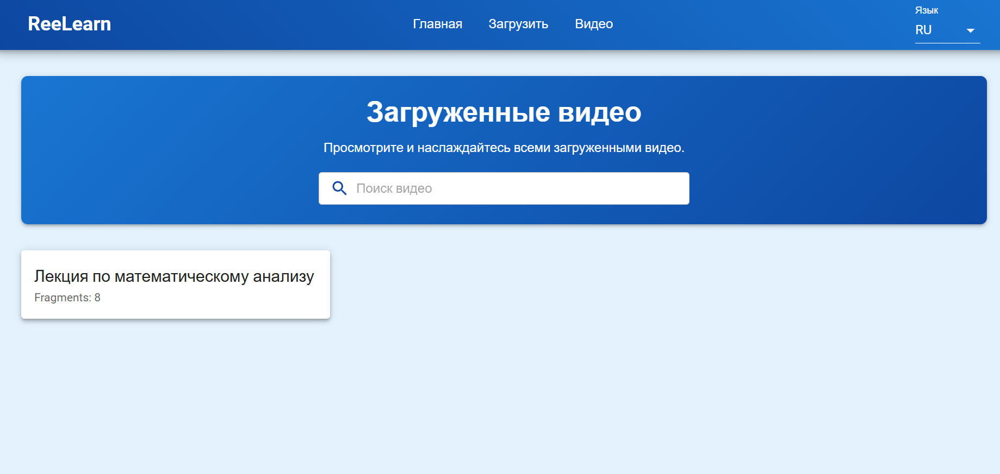 ReeLearn
Главная
Загрузить
Видео
Язык
RU
Загруженные видео
Просмотрите и наслаждайтесь всеми загруженными видео.
Поиск видео
Лекция по математическому анализу
Fragments: 8